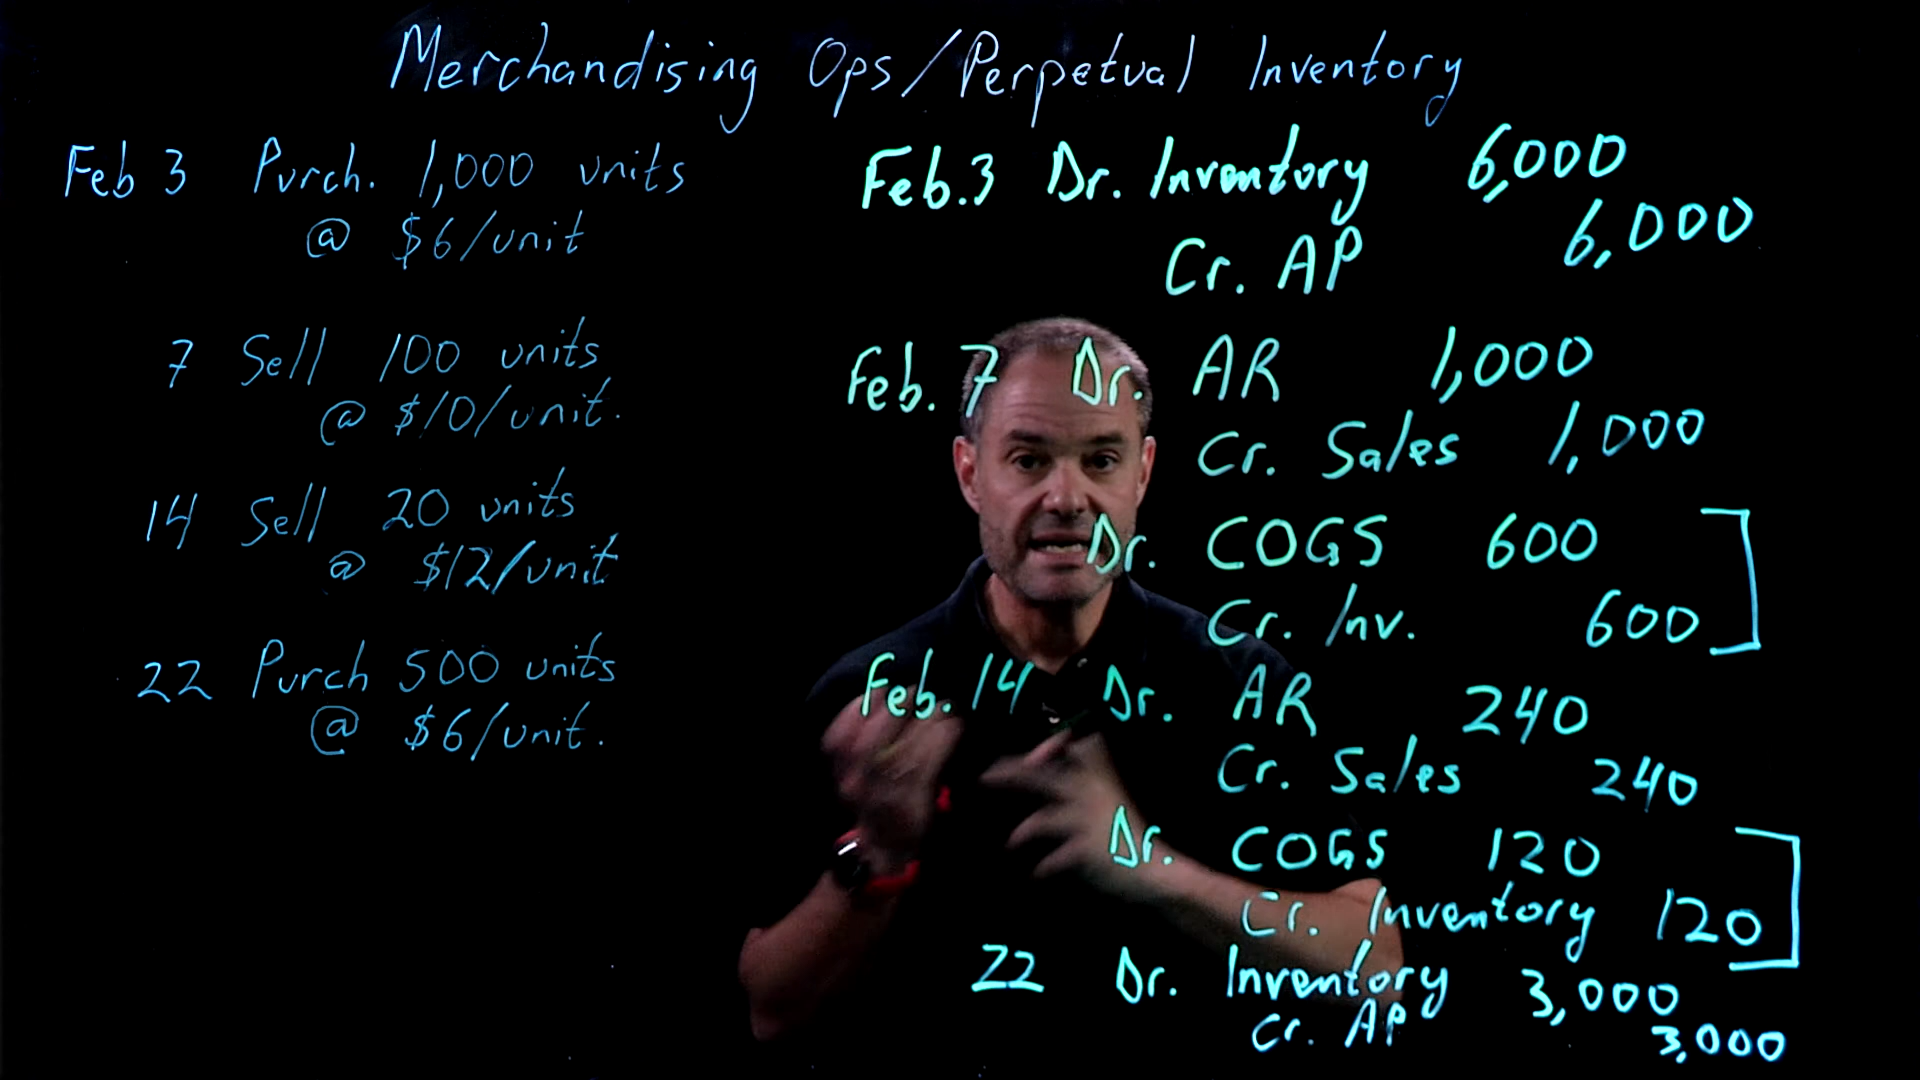 Merchandising Ops/Perpetual Inventory
Feb 3 Purch. 1,000 units
@ $6/unit
7 Sell 100 units
@ $10/unit.
14 Sell 20 units
@ $12/unit
22 Purch 500 units
@ $6/unit.
Feb.3 Dr. Inventory 6,000
Cr. AP 6,000
Feb. 7 Dr. AR 1,000
Cr. Sales 1,000
Dr. COGS 600
Cr. Inv. 600
Feb. 14 Dr. AR 240
Cr. Sales 240
Dr. COGS 120
Cr. Inventory 120
22 Dr. Inventory 3,000
Cr. AP 3,000